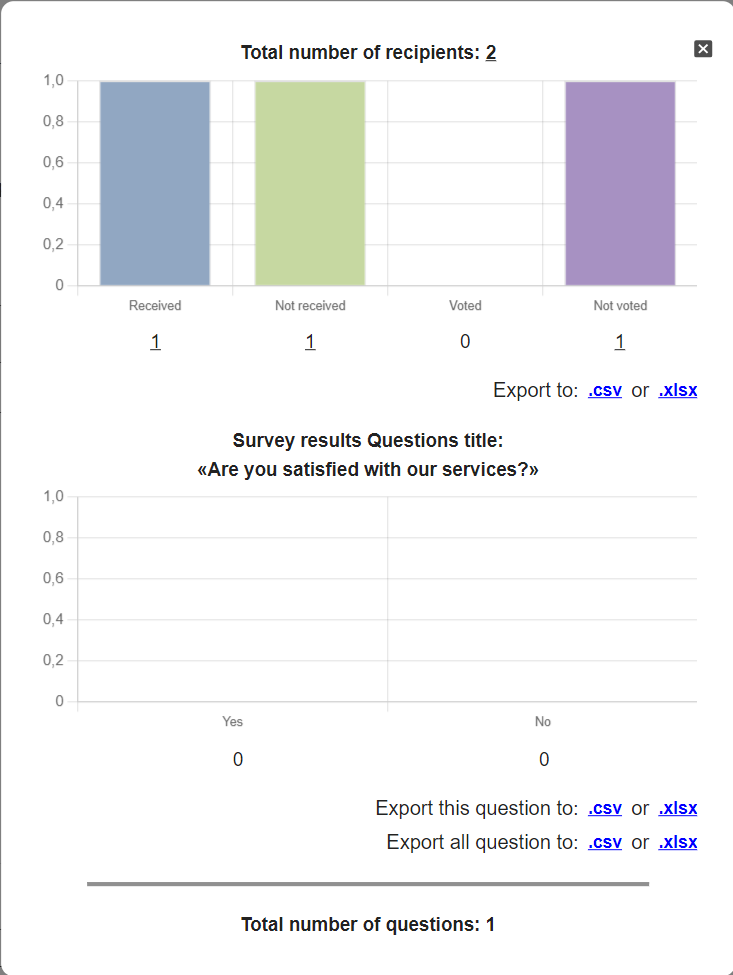 Total number of recipients: 2
1,0
0,8
0,6
0,4
0,2
0
Received Not received Voted Not voted
1 1 0 1
Export to: .csv or .xlsx
Survey results Questions title:
«Are you satisfied with our services?»
1,0
0,8
0,6
0,4
0,2
0
Yes No
0 0
Export this question to: .csv or .xlsx
Export all question to: .csv or .xlsx
Total number of questions: 1